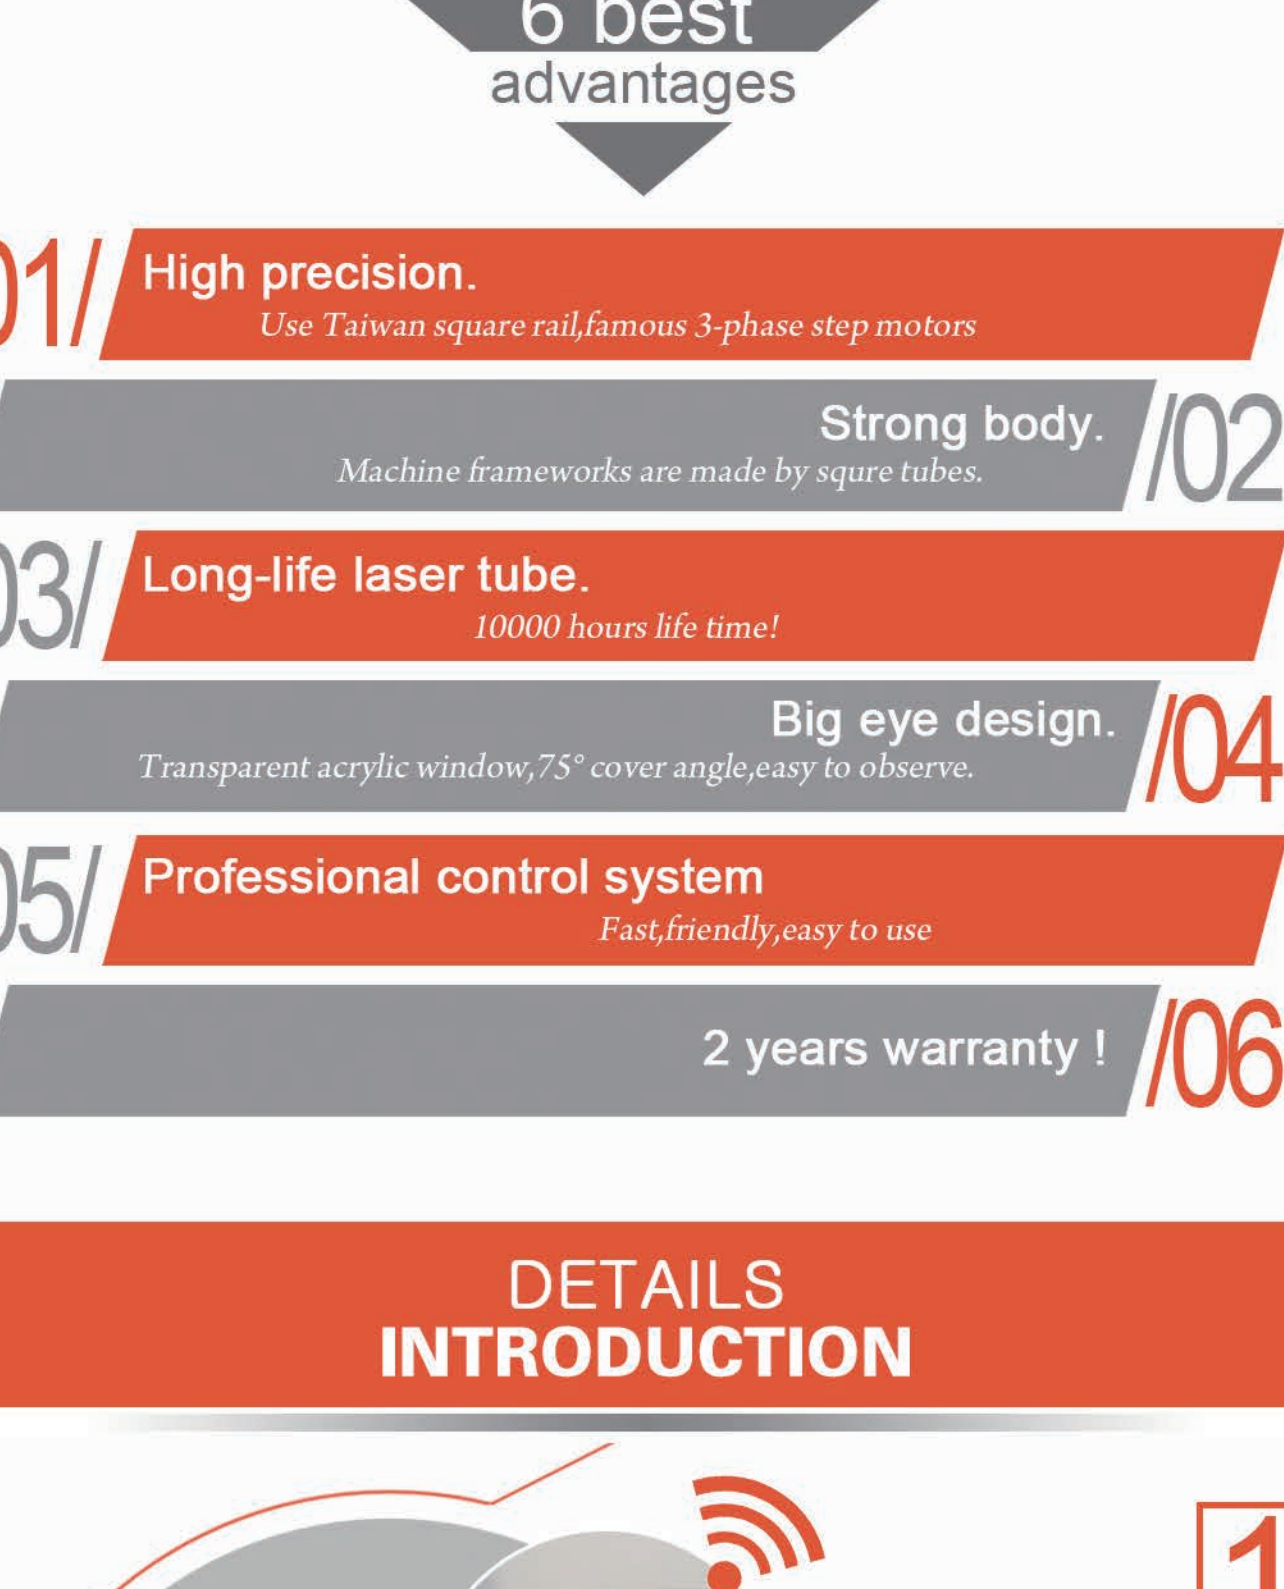 6 best
advantages
01/
High precision.
Use Taiwan square rail,famous 3-phase step motors
Strong body.
Machine frameworks are made by squre tubes.
/02
03/
Long-life laser tube.
10000 hours life time!
Big eye design.
Transparent acrylic window,75° cover angle,easy to observe.
/04
05/
Professional control system
Fast,friendly,easy to use
2 years warranty !
/06
DETAILS
INTRODUCTION
1